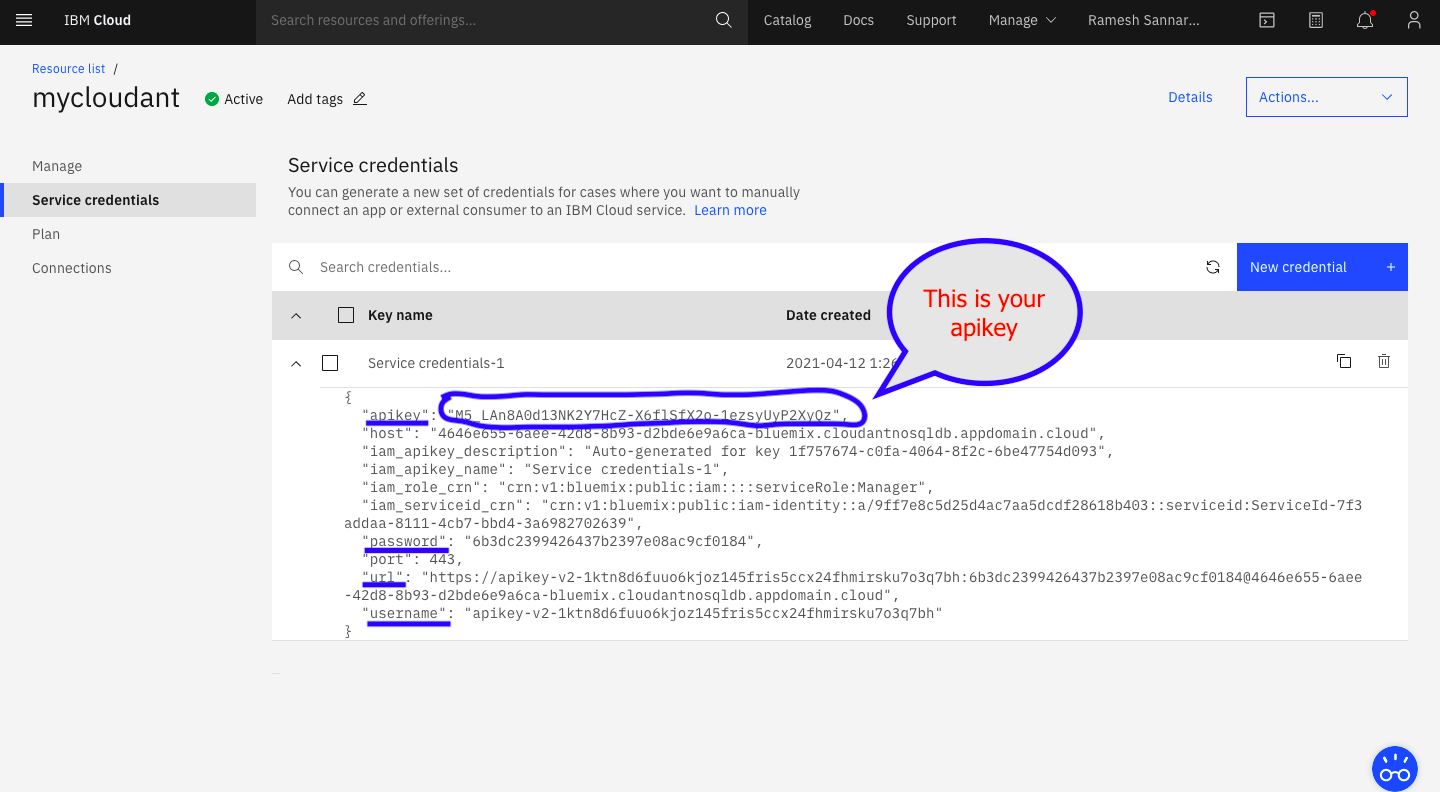 IBM Cloud
Search resources and offerings...
Catalog
Docs
Support
Manage
Ramesh Sannar...
Resource list /
mycloudant
Active
Add tags
Details
Actions...
Manage
Service credentials
Plan
Connections
Service credentials
You can generate a new set of credentials for cases where you want to manually
connect an app or external consumer to an IBM Cloud service. Learn more
Search credentials...
New credential +
This is your
apikey
Key name
Date created
Service credentials-1
2021-04-12 1:26
{
"apikey": "M5_LAn8A0d13NK2Y7HcZ-X6flSfX2o-1ezsyUyP2XyQz",
"host": "4646e655-6aee-42d8-8b93-d2bde6e9a6ca-bluemix.cloudantnosqldb.appdomain.cloud",
"iam_apikey_description": "Auto-generated for key 1f757674-c0fa-4064-8f2c-6be47754d093",
"iam_apikey_name": "Service credentials-1",
"iam_role_crn": "crn:v1:bluemix:public:iam::::serviceRole:Manager",
"iam_serviceid_crn": "crn:v1:bluemix:public:iam-identity::a/9ff7e8c5d25d4ac7aa5dcdf28618b403::serviceid:ServiceId-7f3
addaa-8111-4cb7-bbd4-3a6982702639",
"password": "6b3dc2399426437b2397e08ac9cf0184",
"port": 443,
"url": "https://apikey-v2-1ktn8d6fuuo6kjoz145fris5ccx24fhmirsku7o3q7bh:6b3dc2399426437b2397e08ac9cf0184@4646e655-6aee
-42d8-8b93-d2bde6e9a6ca-bluemix.cloudantnosqldb.appdomain.cloud",
"username": "apikey-v2-1ktn8d6fuuo6kjoz145fris5ccx24fhmirsku7o3q7bh"
}